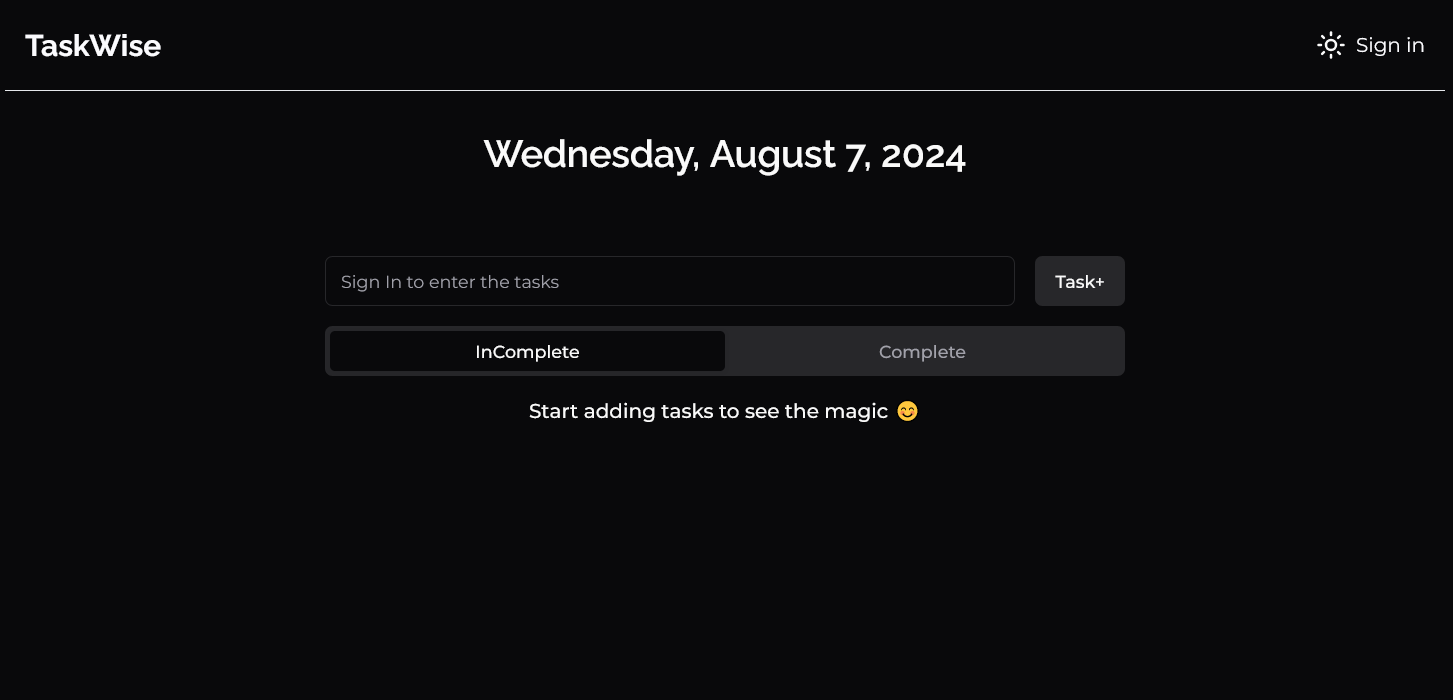 TaskWise
Sign in
Wednesday, August 7, 2024
Sign In to enter the tasks
Task+
InComplete
Complete
Start adding tasks to see the magic 😊